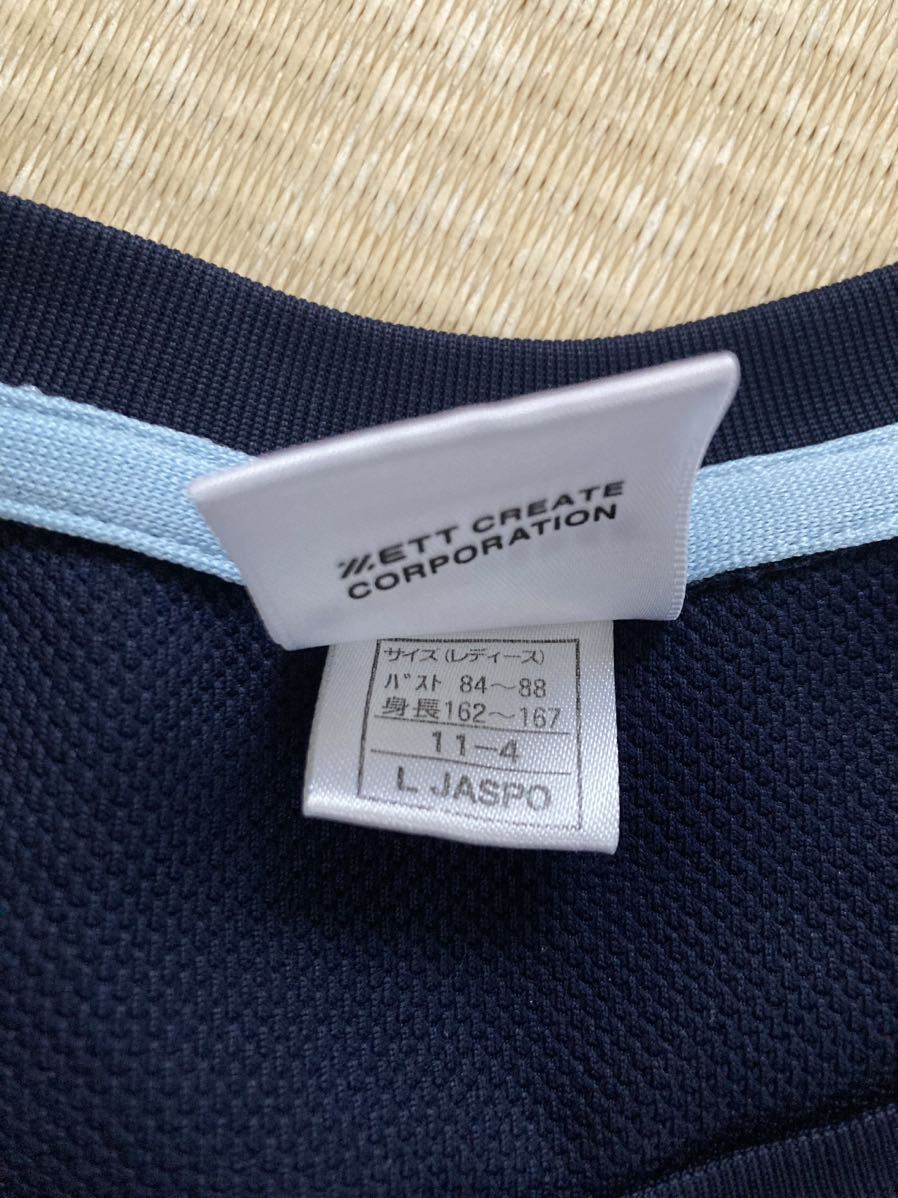 ZETT CREATE
CORPORATION
サイズ(レディース)
バスト 84〜88
身長162〜167
11-4
L JASPO